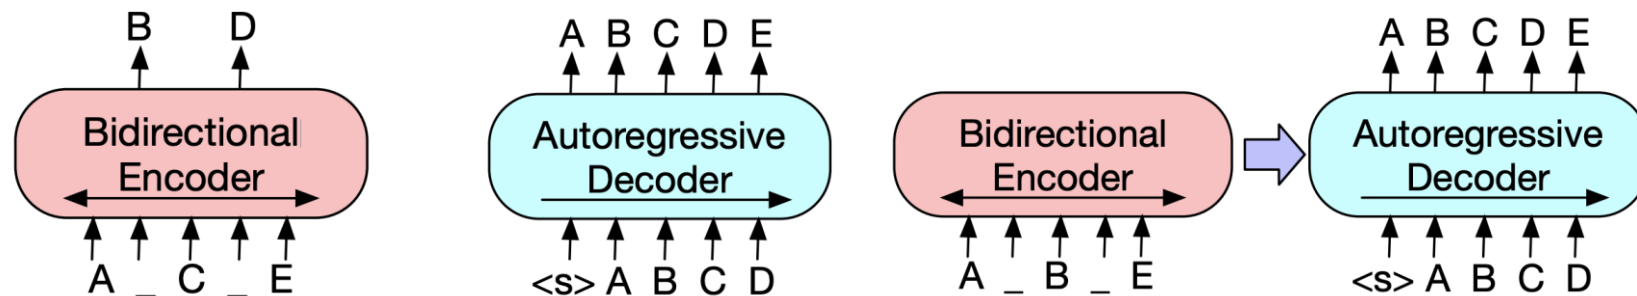 B D
Bidirectional
Encoder
A _ C _ E
A B C D E
Autoregressive
Decoder
<s> A B C D
Bidirectional
Encoder
A _ B _ E
A B C D E
Autoregressive
Decoder
<s> A B C D